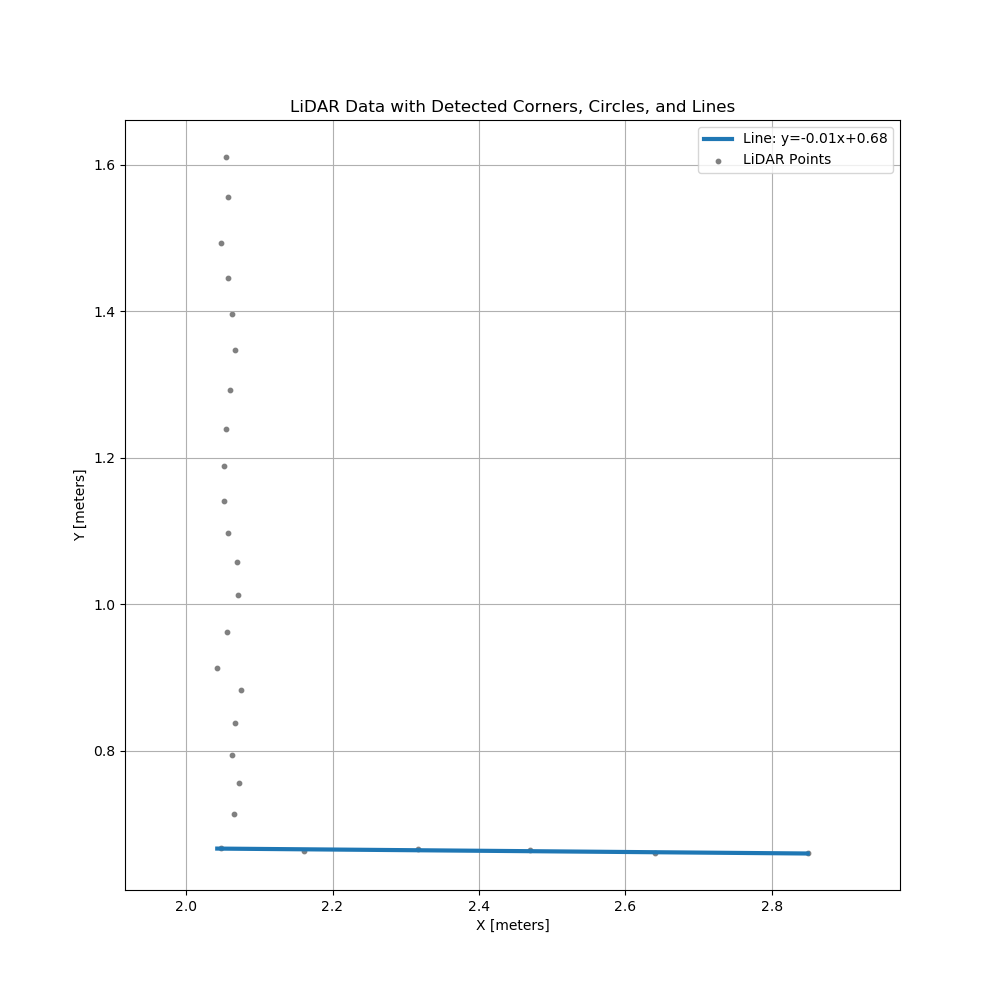 LiDAR Data with Detected Corners, Circles, and Lines
Line: y=-0.01x+0.68
LiDAR Points
1.6
1.4
1.2
1.0
0.8
Y [meters]
2.0
2.2
2.4
2.6
2.8
X [meters]